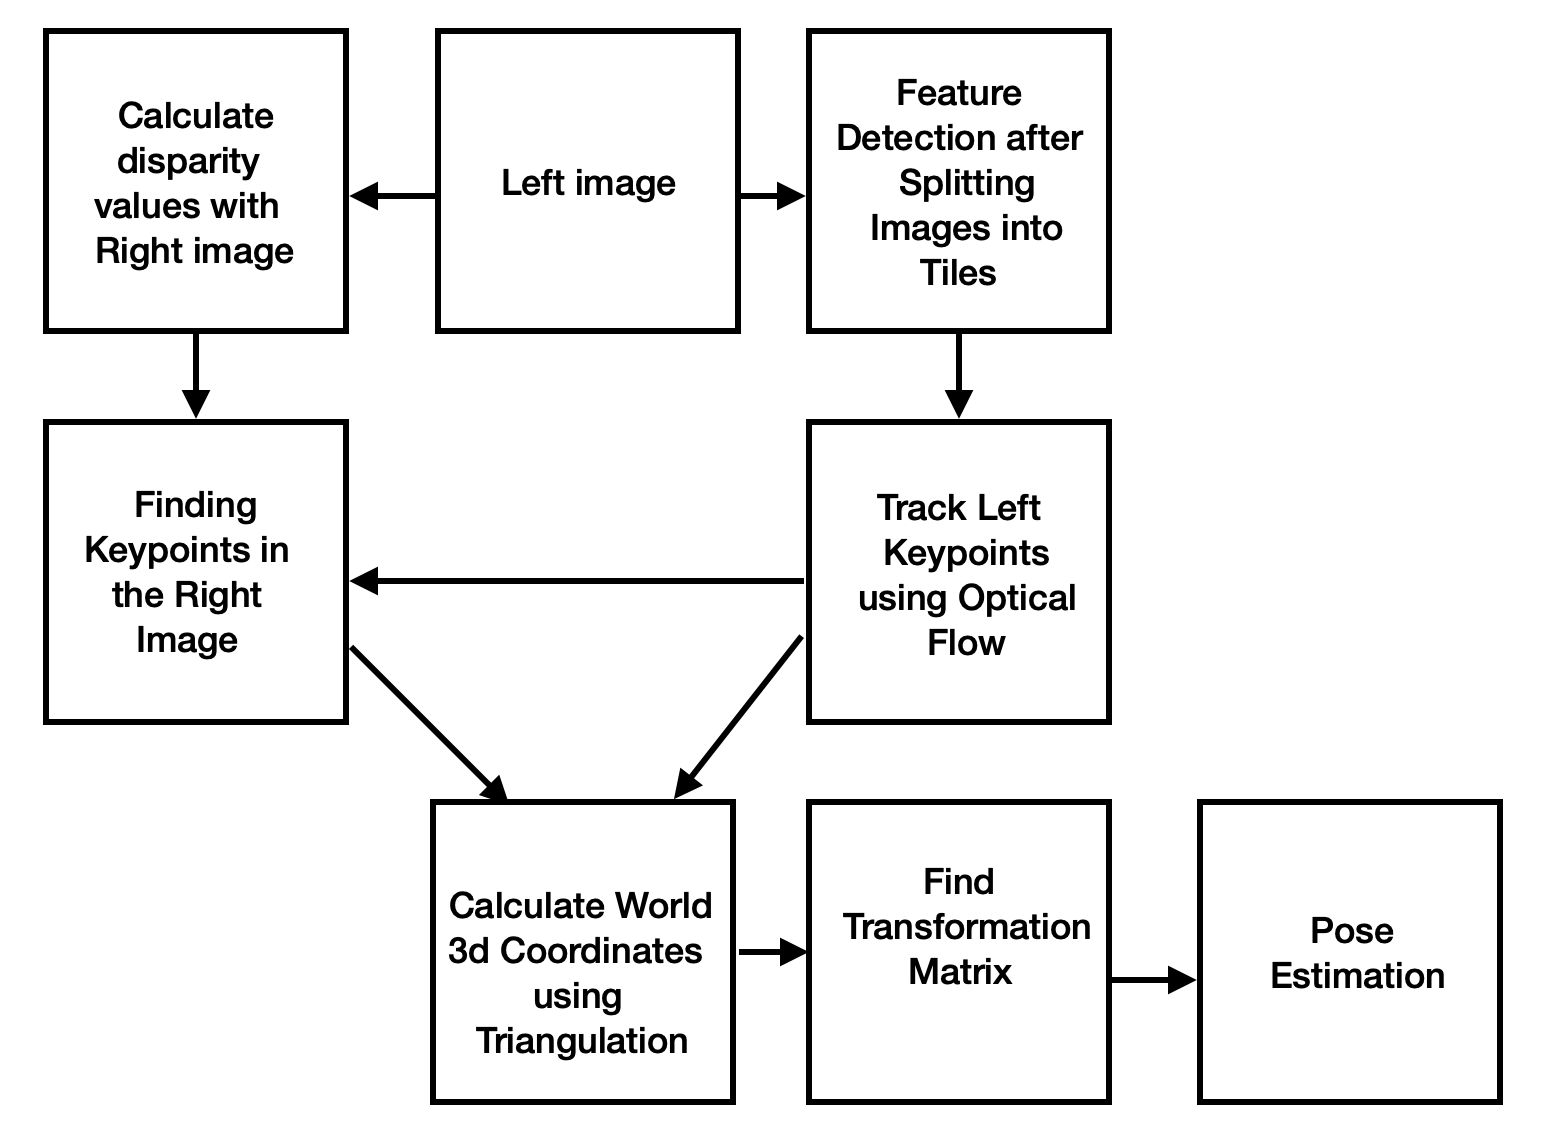 Calculate
disparity
values with
Right image
Left image
Feature
Detection after
Splitting
Images into
Tiles
Finding
Keypoints in
the Right
Image
Track Left
Keypoints
using Optical
Flow
Calculate World
3d Coordinates
using
Triangulation
Find
Transformation
Matrix
Pose
Estimation